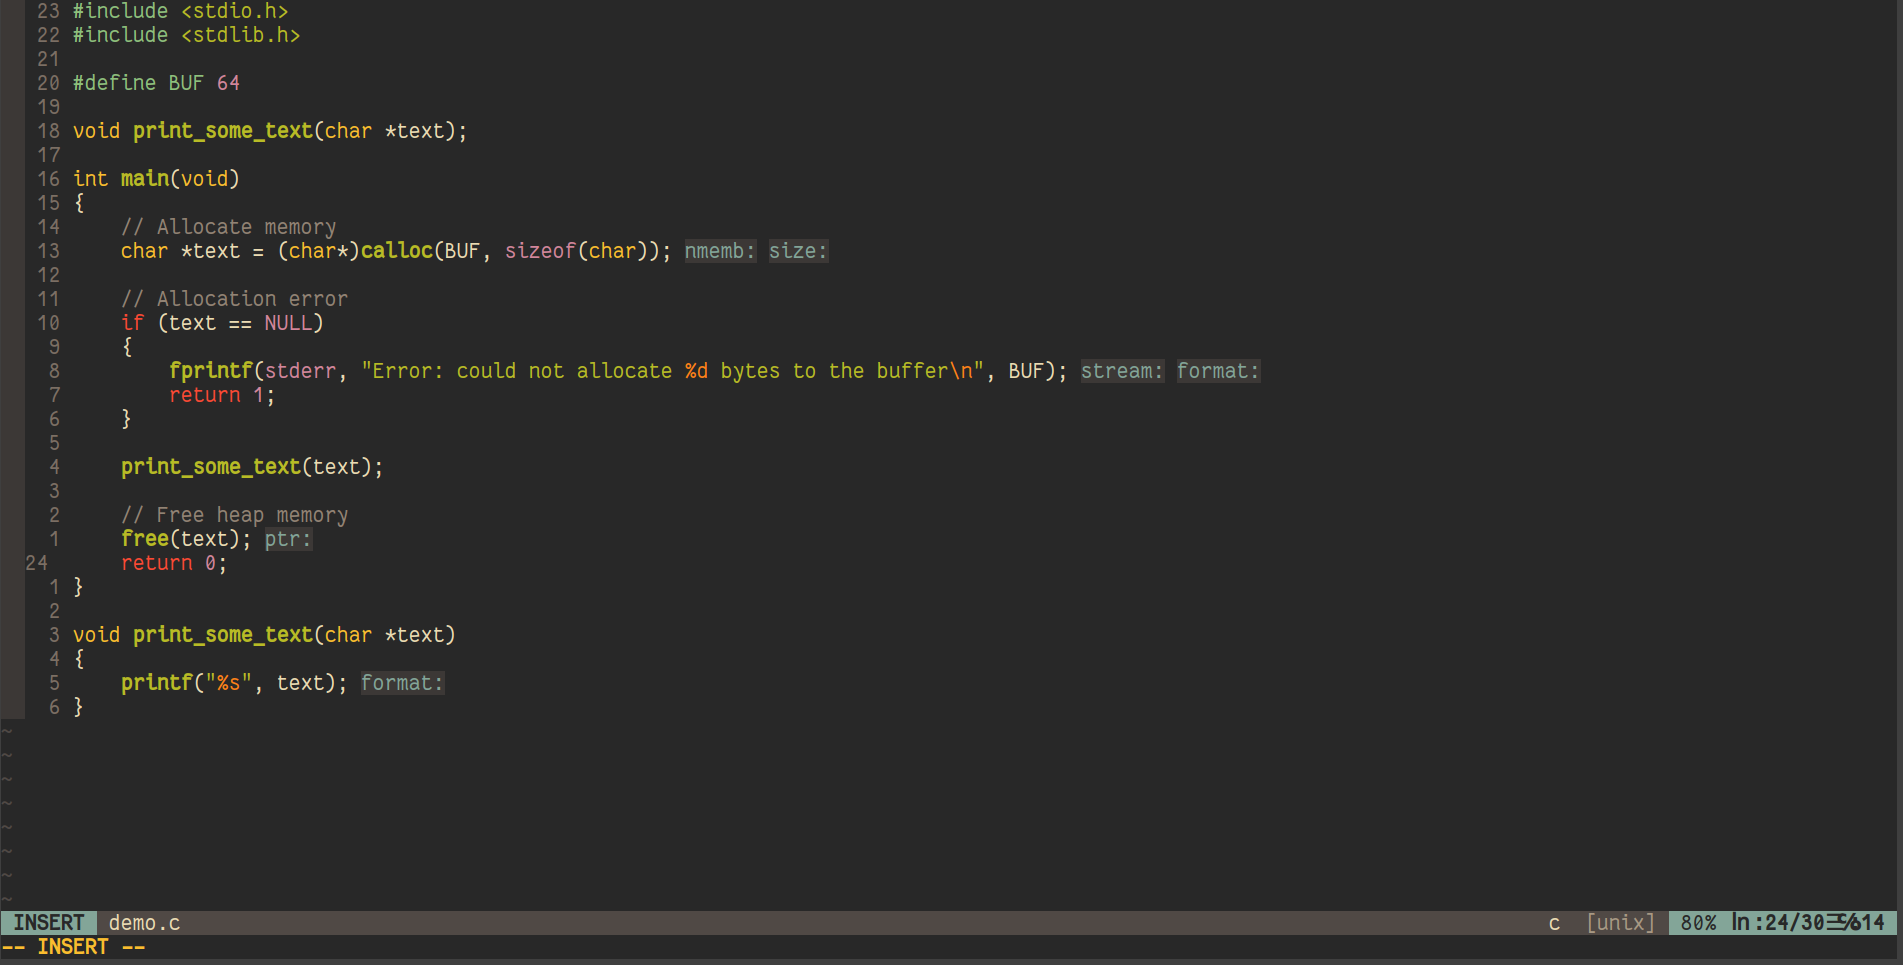 23 #include <stdio.h>
22 #include <stdlib.h>
21
20 #define BUF 64
19
18 void print_some_text(char *text);
17
16 int main(void)
15 {
14     // Allocate memory
13     char *text = (char*)calloc(BUF, sizeof(char)); nmemb: size:
12
11     // Allocation error
10     if (text == NULL)
9     {
8         fprintf(stderr, "Error: could not allocate %d bytes to the buffer\n", BUF); stream: format:
7         return 1;
6     }
5
4     print_some_text(text);
3
2     // Free heap memory
1     free(text); ptr:
24     return 0;
1 }
2
3 void print_some_text(char *text)
4 {
5     printf("%s", text); format:
6 }
~
~
~
~
~
~
~
~
INSERT demo.c c [unix] 80% ln:24/30☰℅14
-- INSERT --